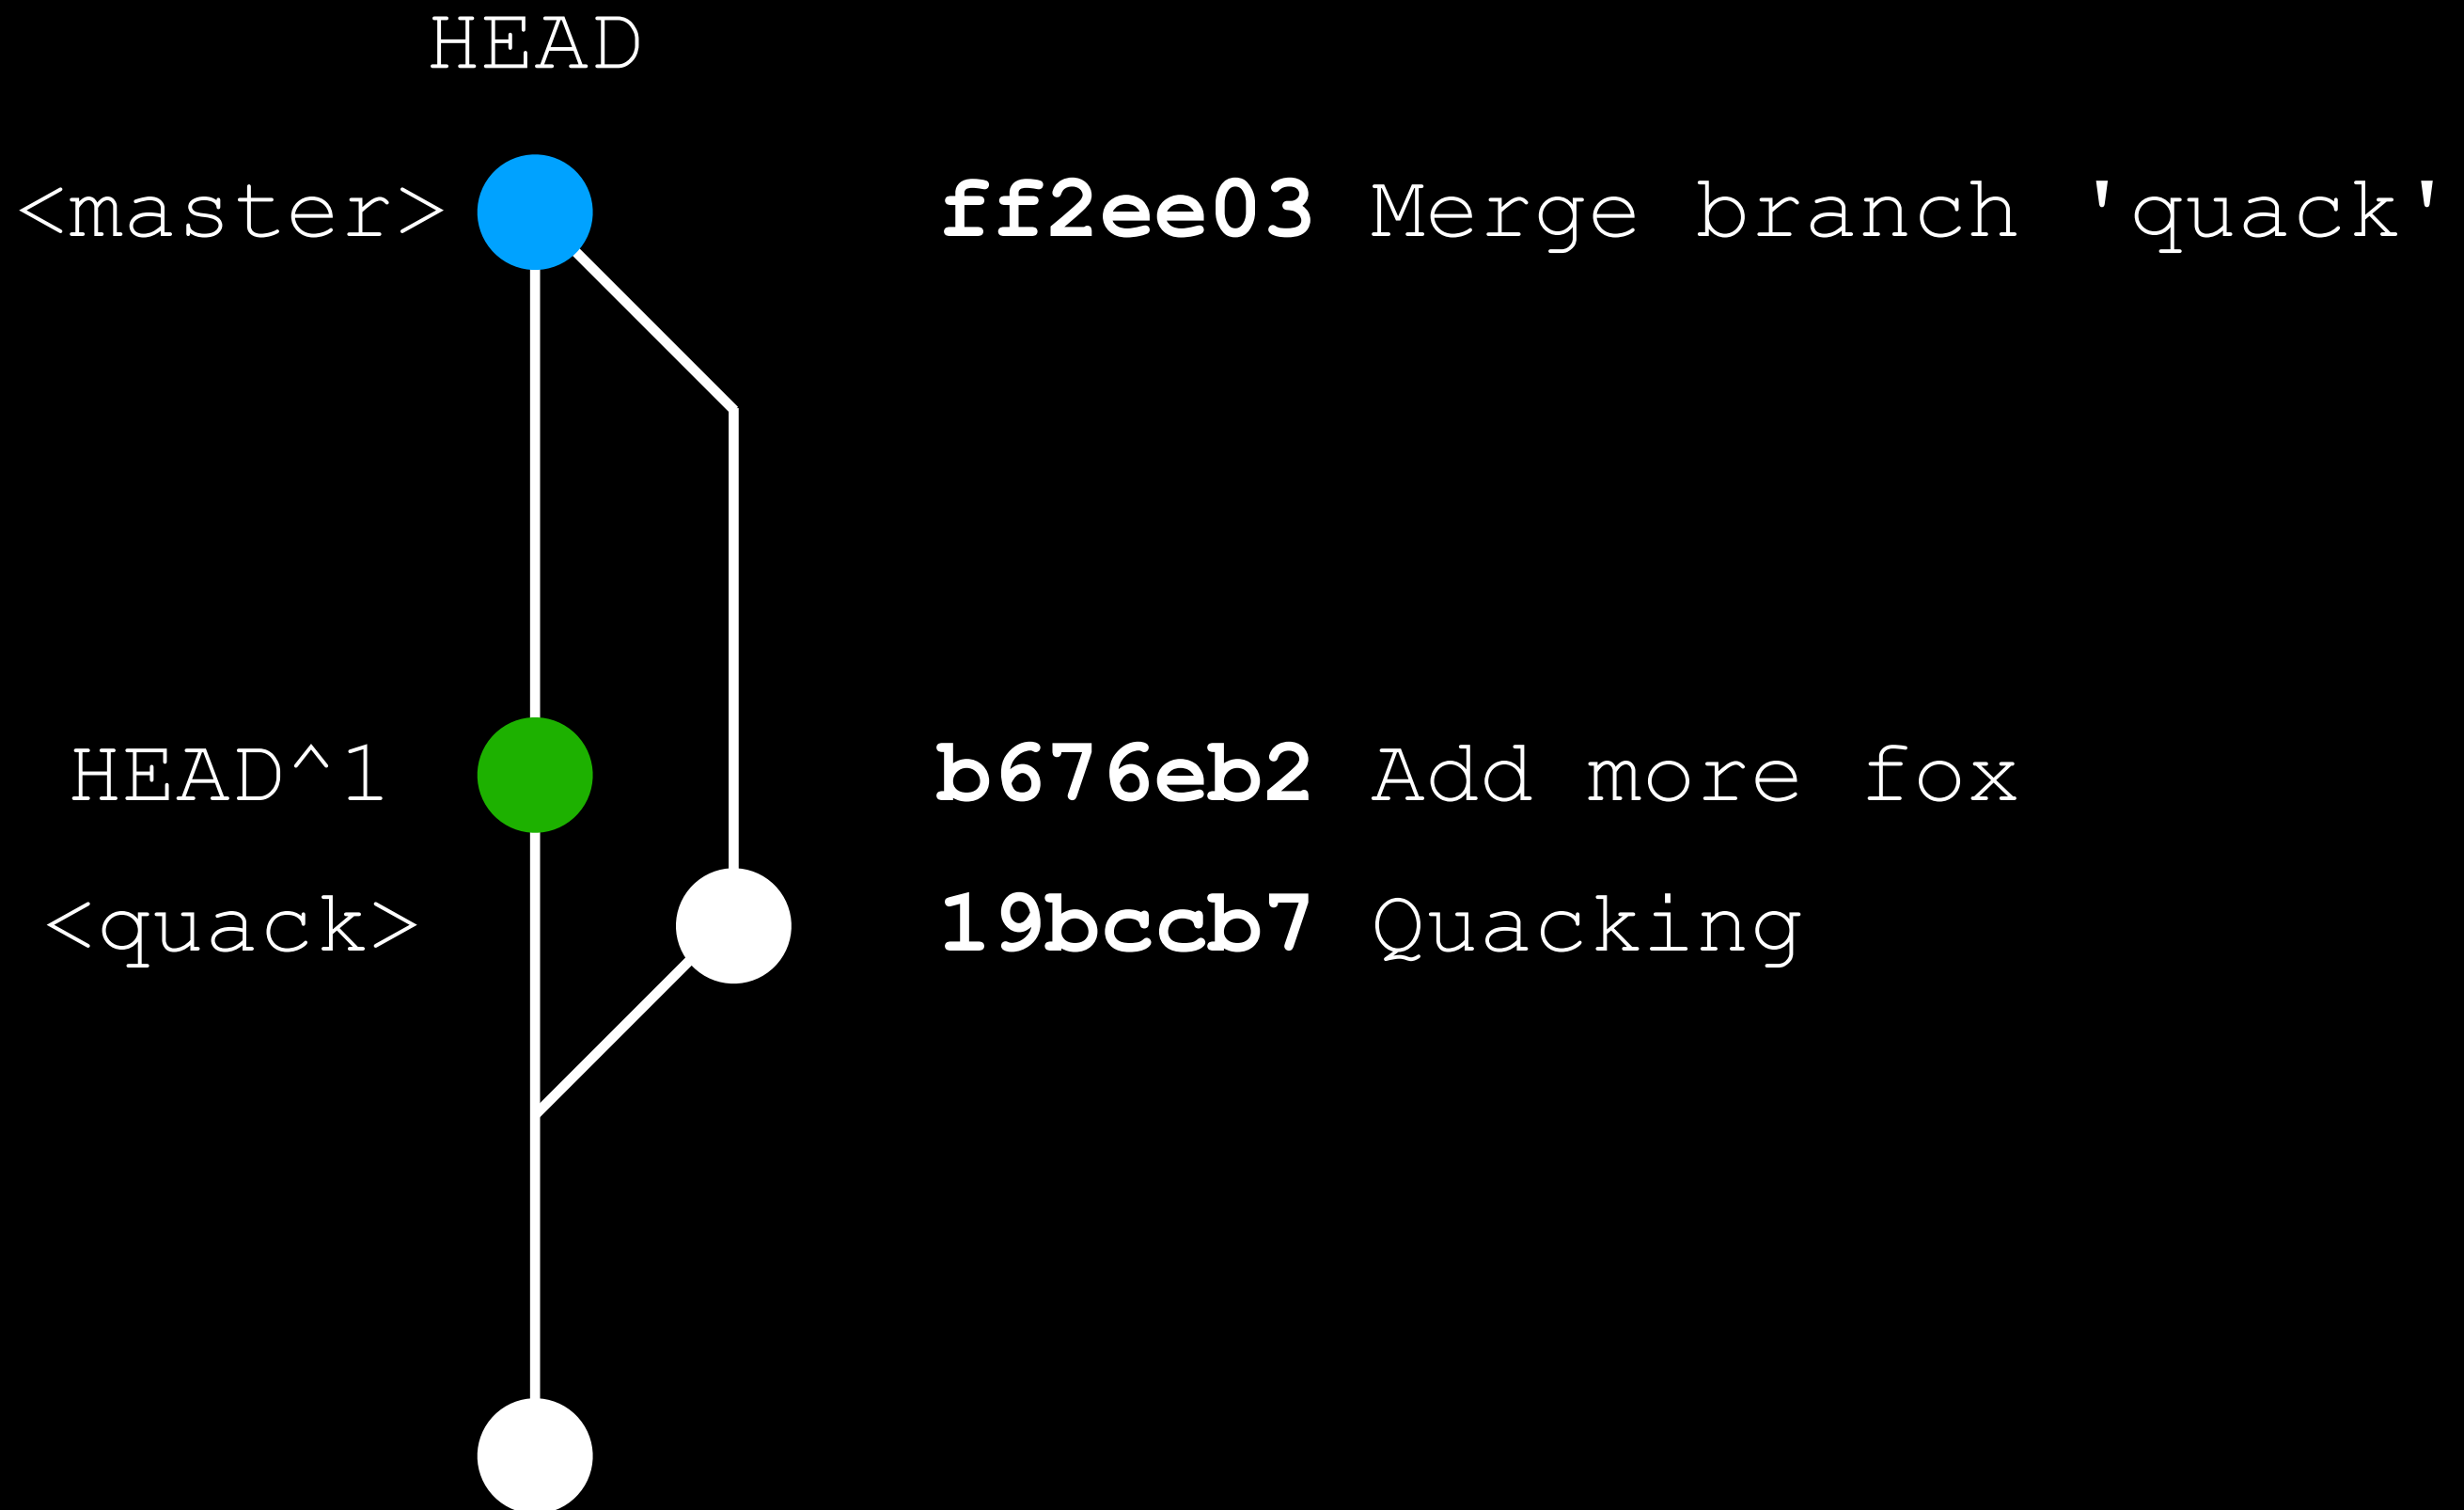 HEAD
<master> ff2ee03 Merge branch 'quack'
HEAD^1 b676eb2 Add more fox
<quack> 19bccb7 Quacking